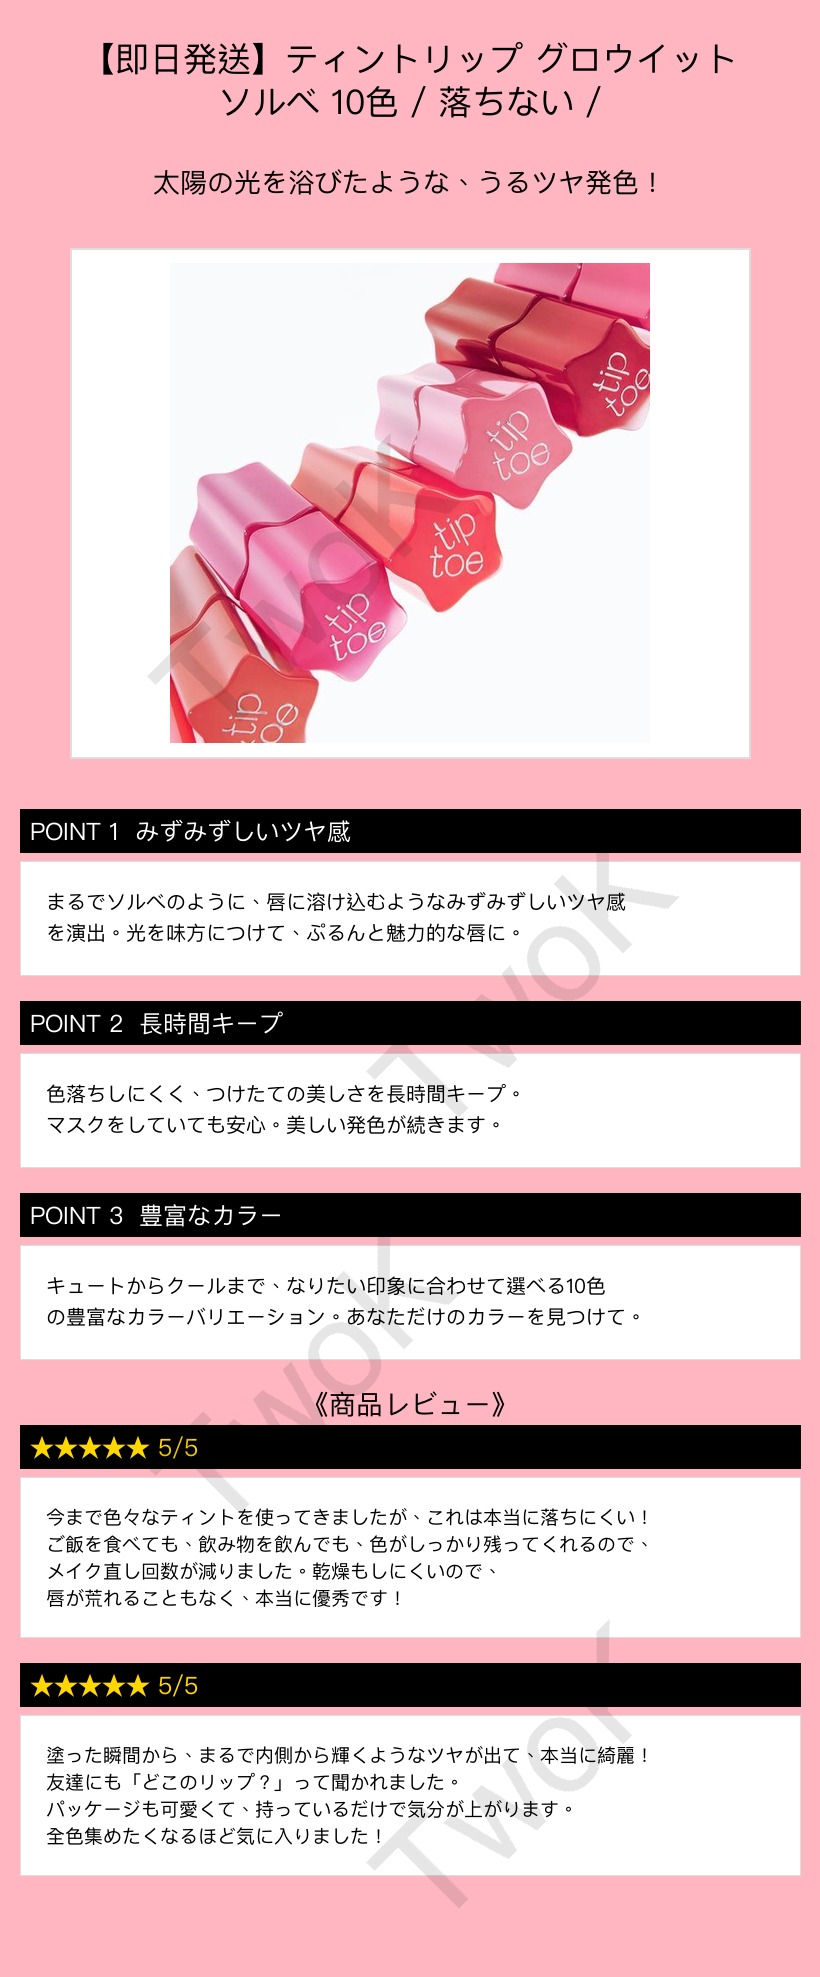 【即日発送】ティントリップ グロウイット
ソルベ 10色 / 落ちない /
太陽の光を浴びたような、うるツヤ発色！
tip
toe
tip
toe
tip
toe
tip
toe
tip
toe
TwoK
POINT 1 みずみずしいツヤ感
まるでソルベのように、唇に溶け込むようなみずみずしいツヤ感
を演出。光を味方につけて、ぷるんと魅力的な唇に。
TwoK
POINT 2 長時間キープ
色落ちしにくく、つけたての美しさを長時間キープ。
マスクをしていても安心。美しい発色が続きます。
POINT 3 豊富なカラー
キュートからクールまで、なりたい印象に合わせて選べる10色
の豊富なカラーバリエーション。あなただけのカラーを見つけて。
TwoK
《商品レビュー》
★★★★★ 5/5
今まで色々なティントを使ってきましたが、これは本当に落ちにくい！
ご飯を食べても、飲み物を飲んでも、色がしっかり残ってくれるので、
メイク直し回数が減りました。乾燥もしにくいので、
唇が荒れることもなく、本当に優秀です！
★★★★★ 5/5
塗った瞬間から、まるで内側から輝くようなツヤが出て、本当に綺麗！
友達にも「どこのリップ？」って聞かれました。
パッケージも可愛くて、持っているだけで気分が上がります。
全色集めたくなるほど気に入りました！
TwoK